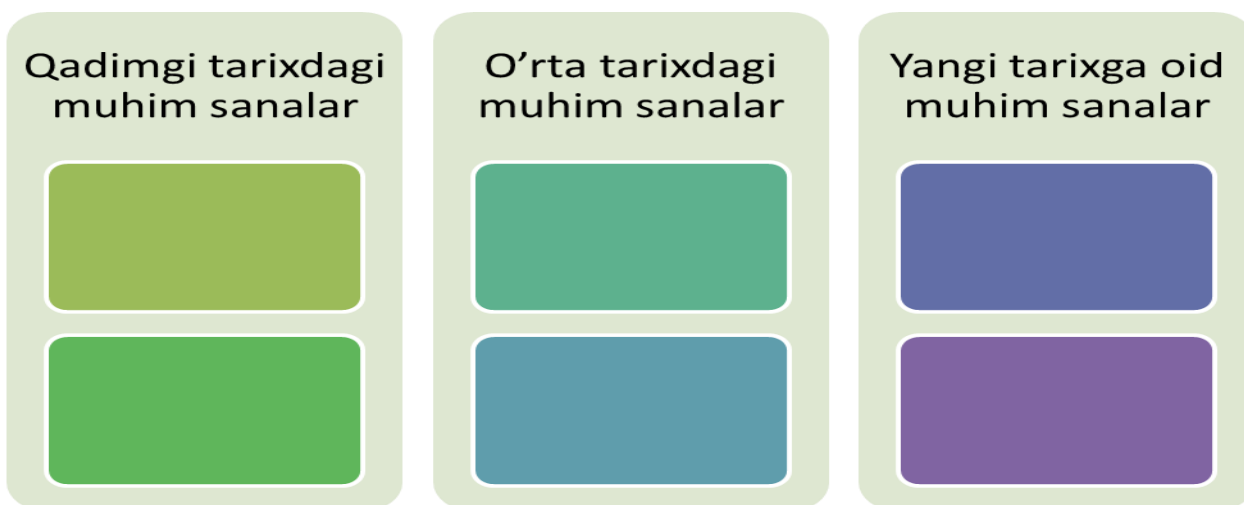 Qadimgi tarixdagi
muhim sanalar
O’rta tarixdagi
muhim sanalar
Yangi tarixga oid
muhim sanalar